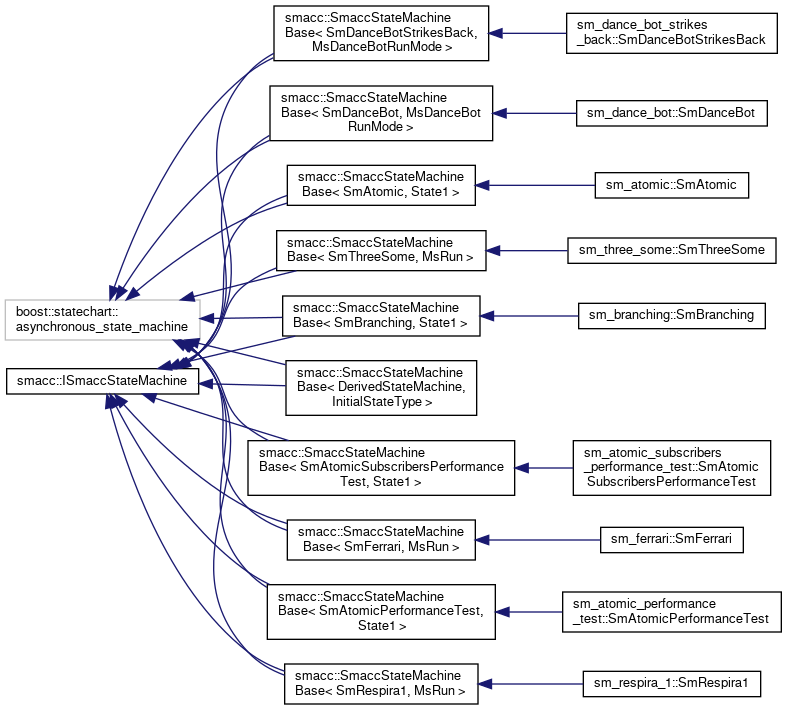 boost::statechart::
asynchronous_state_machine
smacc::ISmaccStateMachine
smacc::SmaccStateMachine
Base< SmDanceBotStrikesBack,
MsDanceBotRunMode >
sm_dance_bot_strikes
_back::SmDanceBotStrikesBack
smacc::SmaccStateMachine
Base< SmDanceBot, MsDanceBot
RunMode >
sm_dance_bot::SmDanceBot
smacc::SmaccStateMachine
Base< SmAtomic, State1 >
sm_atomic::SmAtomic
smacc::SmaccStateMachine
Base< SmThreeSome, MsRun >
sm_three_some::SmThreeSome
smacc::SmaccStateMachine
Base< SmBranching, State1 >
sm_branching::SmBranching
smacc::SmaccStateMachine
Base< DerivedStateMachine,
InitialStateType >
smacc::SmaccStateMachine
Base< SmAtomicSubscribersPerformance
Test, State1 >
sm_atomic_subscribers
_performance_test::SmAtomic
SubscribersPerformanceTest
smacc::SmaccStateMachine
Base< SmFerrari, MsRun >
sm_ferrari::SmFerrari
smacc::SmaccStateMachine
Base< SmAtomicPerformanceTest,
State1 >
sm_atomic_performance
_test::SmAtomicPerformanceTest
smacc::SmaccStateMachine
Base< SmRespira1, MsRun >
sm_respira_1::SmRespira1